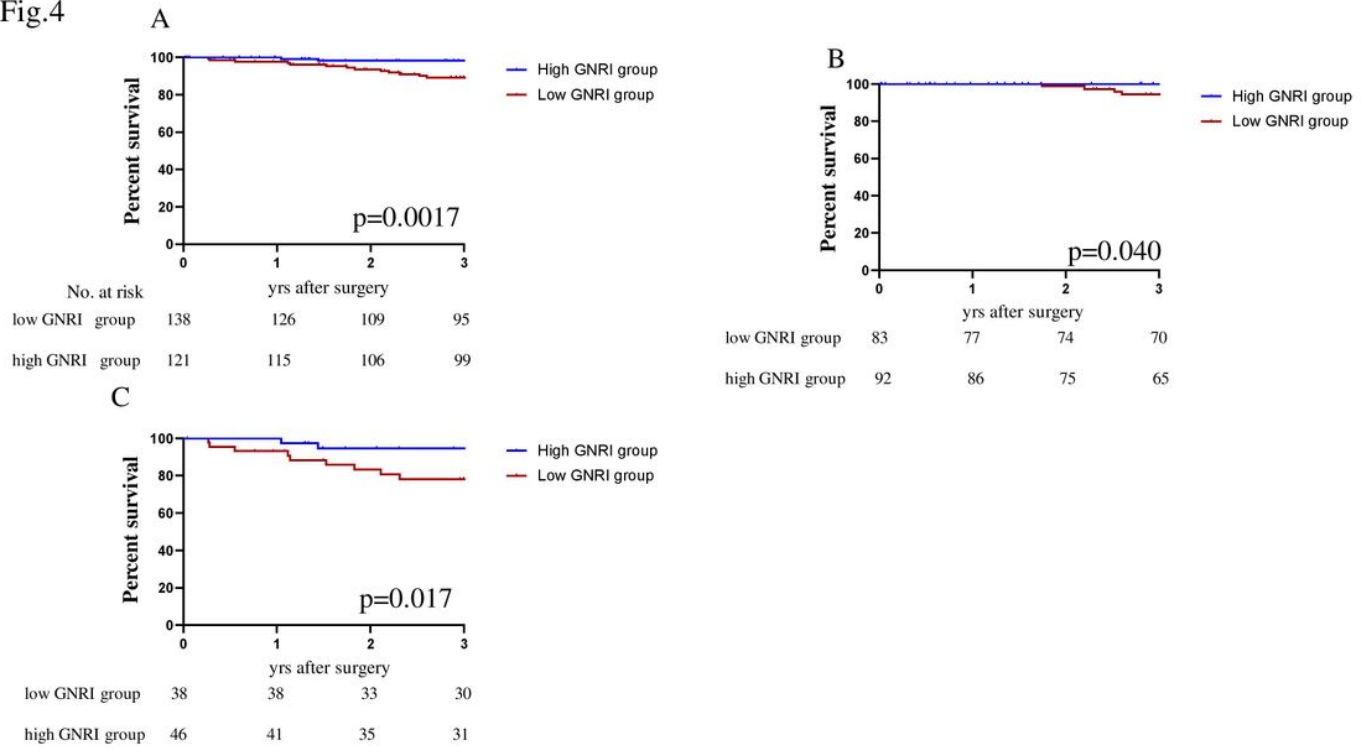 Fig.4
A
100
80
60
40
20
0
Percent survival
High GNRI group
Low GNRI group
p=0.0017
0 1 2 3
yrs after surgery
No. at risk
low GNRI group 138 126 109 95
high GNRI group 121 115 106 99
B
100
80
60
40
20
0
Percent survival
High GNRI group
Low GNRI group
p=0.040
0 1 2 3
yrs after surgery
low GNRI group 83 77 74 70
high GNRI group 92 86 75 65
C
100
80
60
40
20
0
Percent survival
High GNRI group
Low GNRI group
p=0.017
0 1 2 3
yrs after surgery
low GNRI group 38 38 33 30
high GNRI group 46 41 35 31